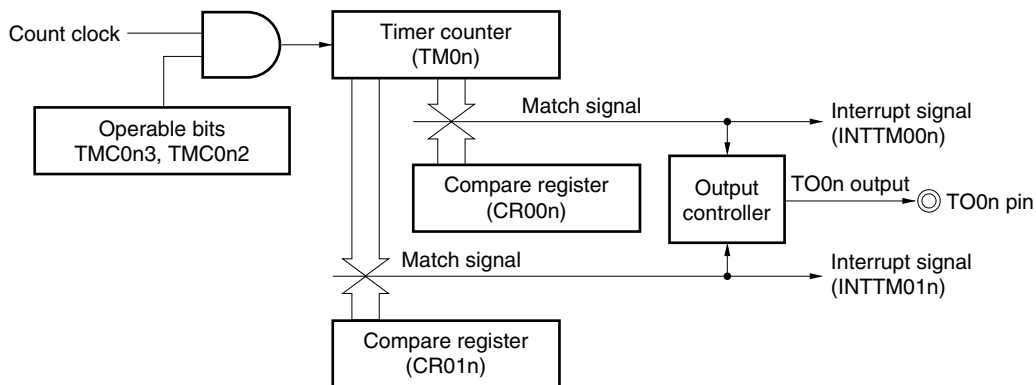 Count clock
Timer counter
(TM0n)
Operable bits
TMC0n3, TMC0n2
Match signal
Interrupt signal
(INTTM00n)
Compare register
(CR00n)
Output
controller
TO0n output
TO0n pin
Match signal
Interrupt signal
(INTTM01n)
Compare register
(CR01n)